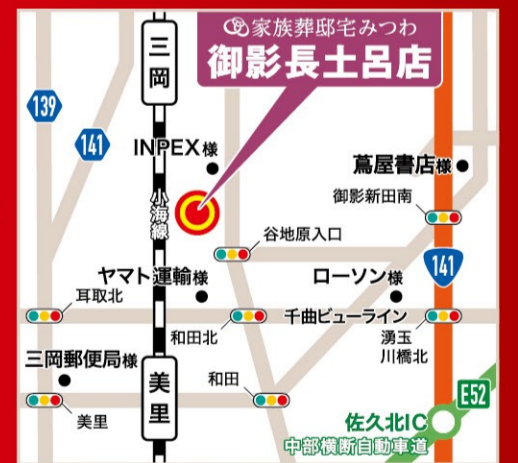 家族葬邸宅みつわ
御影長土呂店
三岡
139
141
INPEX様
蔦屋書店様
小海線
御影新田南
谷地原入口
141
ヤマト運輸様
ローソン様
耳取北
和田北
千曲ビューライン
湧玉
川橋北
三岡郵便局様
美里
和田
美里
E52
佐久北IC
中部横断自動車道